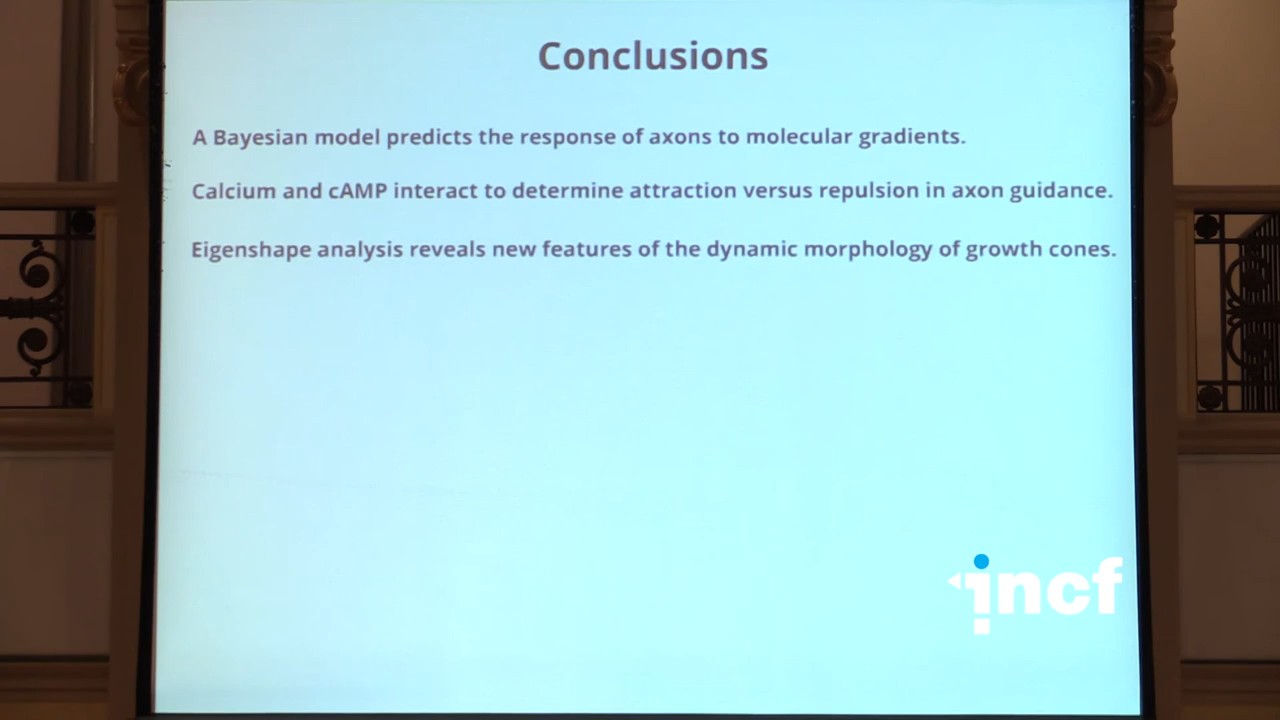 Conclusions
A Bayesian model predicts the response of axons to molecular gradients.
Calcium and cAMP interact to determine attraction versus repulsion in axon guidance.
Eigenshape analysis reveals new features of the dynamic morphology of growth cones.
incf